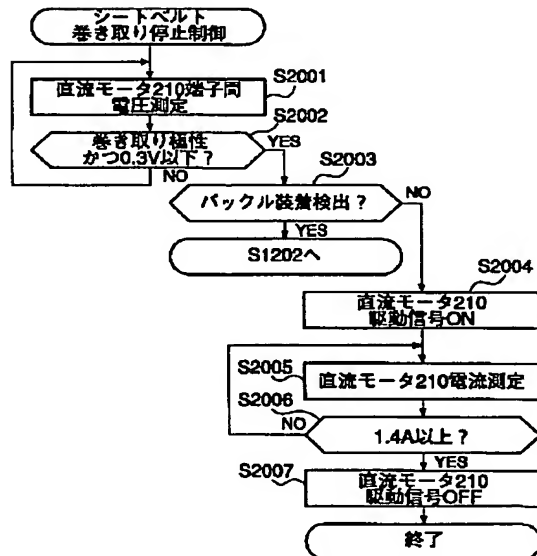 シートベルト
巻き取り停止制御
S2001
直流モータ210端子間
電圧測定
S2002
巻き取り極性
かつ0.3V以下？
YES
NO
S2003
バックル装着検出？
NO
YES
S1202へ
S2004
直流モータ210
駆動信号ON
S2005
直流モータ210電流測定
S2006
NO
1.4A以上？
YES
S2007
直流モータ210
駆動信号OFF
終了